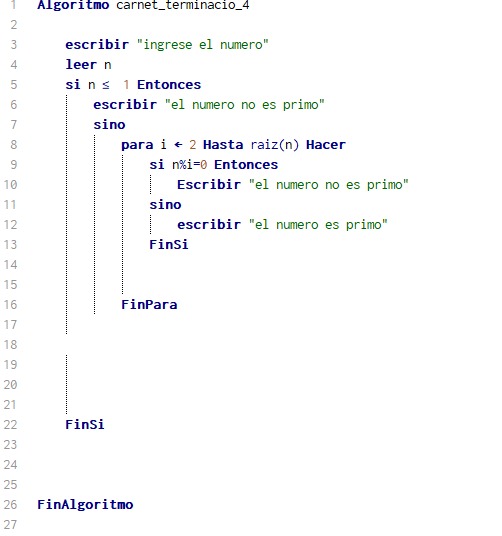 1 Algoritmo carnet_terminacio_4
2
3 escribir "ingrese el numero"
4 leer n
5 si n ≤ 1 Entonces
6 escribir "el numero no es primo"
7 sino
8 para i ← 2 Hasta raiz(n) Hacer
9 si n%i=0 Entonces
10 Escribir "el numero no es primo"
11 sino
12 escribir "el numero es primo"
13 FinSi
14
15
16 FinPara
17
18
19
20
21
22 FinSi
23
24
25
26 FinAlgoritmo
27